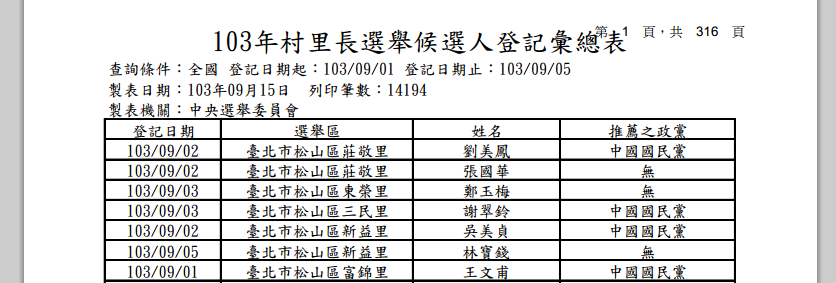 第 1 頁，共 316 頁
103年村里長選舉候選人登記彙總表
查詢條件：全國 登記日期起：103/09/01 登記日期止：103/09/05
製表日期：103年09月15日 列印筆數：14194
製表機關：中央選舉委員會
登記日期 選舉區 姓名 推薦之政黨
103/09/02 臺北市松山區莊敬里 劉美鳳 中國國民黨
103/09/02 臺北市松山區莊敬里 張國華 無
103/09/03 臺北市松山區東榮里 鄭玉梅 無
103/09/03 臺北市松山區三民里 謝翠鈴 中國國民黨
103/09/02 臺北市松山區新益里 吳美貞 中國國民黨
103/09/05 臺北市松山區新益里 林寶錢 無
103/09/01 臺北市松山區富錦里 王文甫 中國國民黨